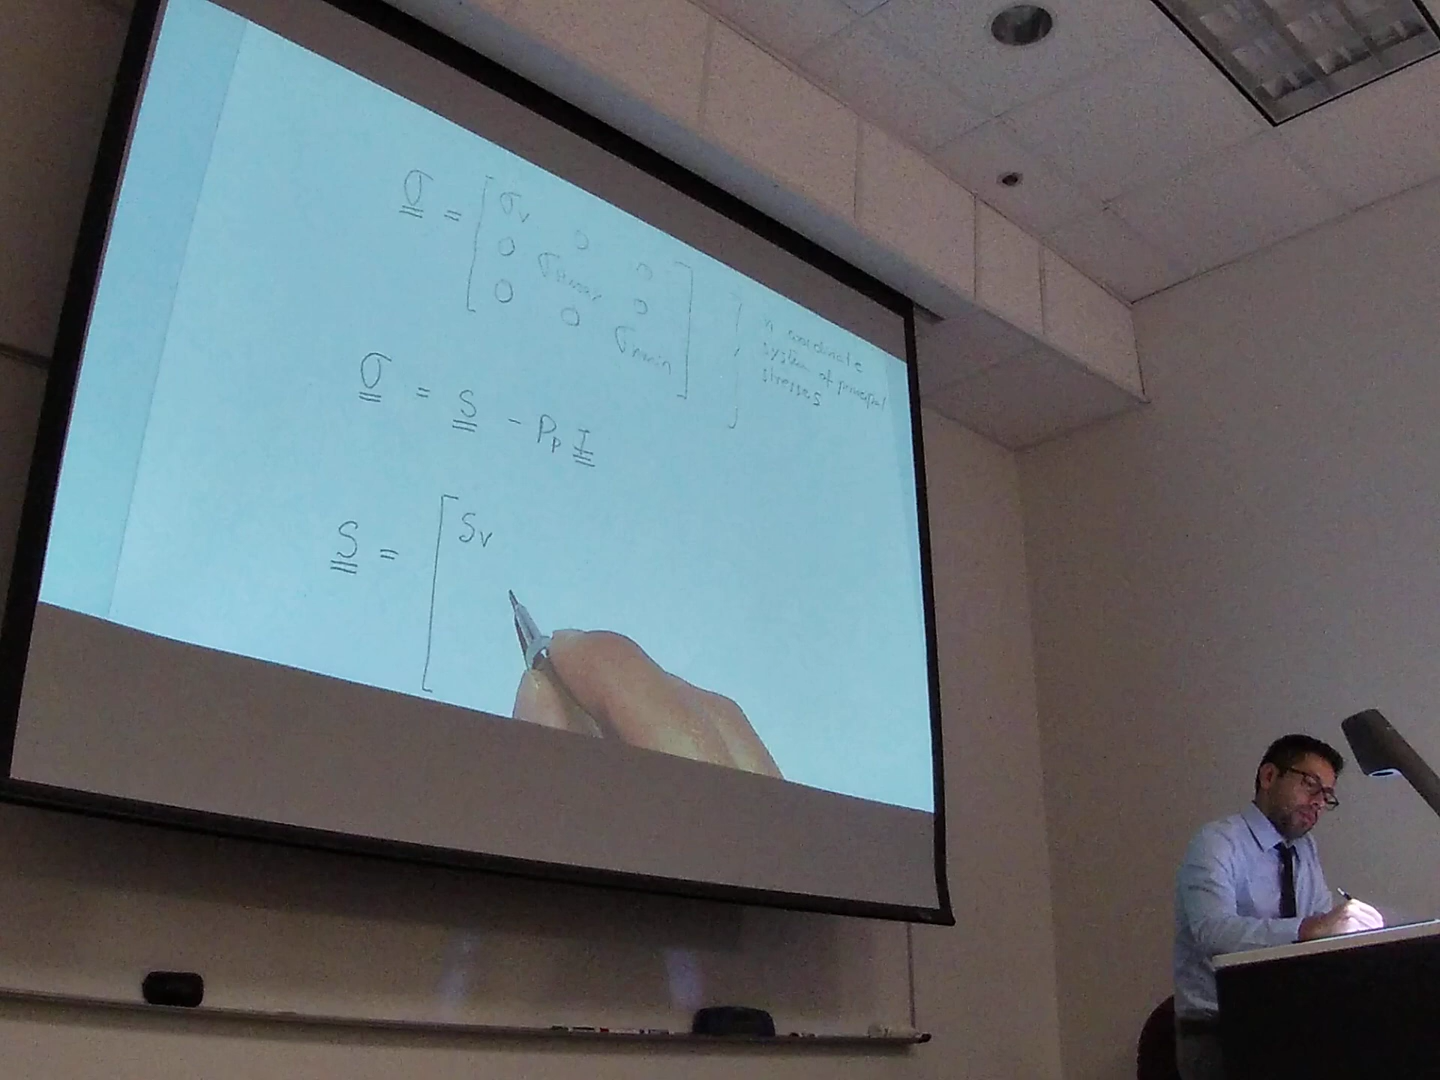 σ = [ σv 0 0
0 σHmax 0
0 0 σhmin ]
in coordinate
system of principal
stresses
σ = S - Pp I
S = [ Sv